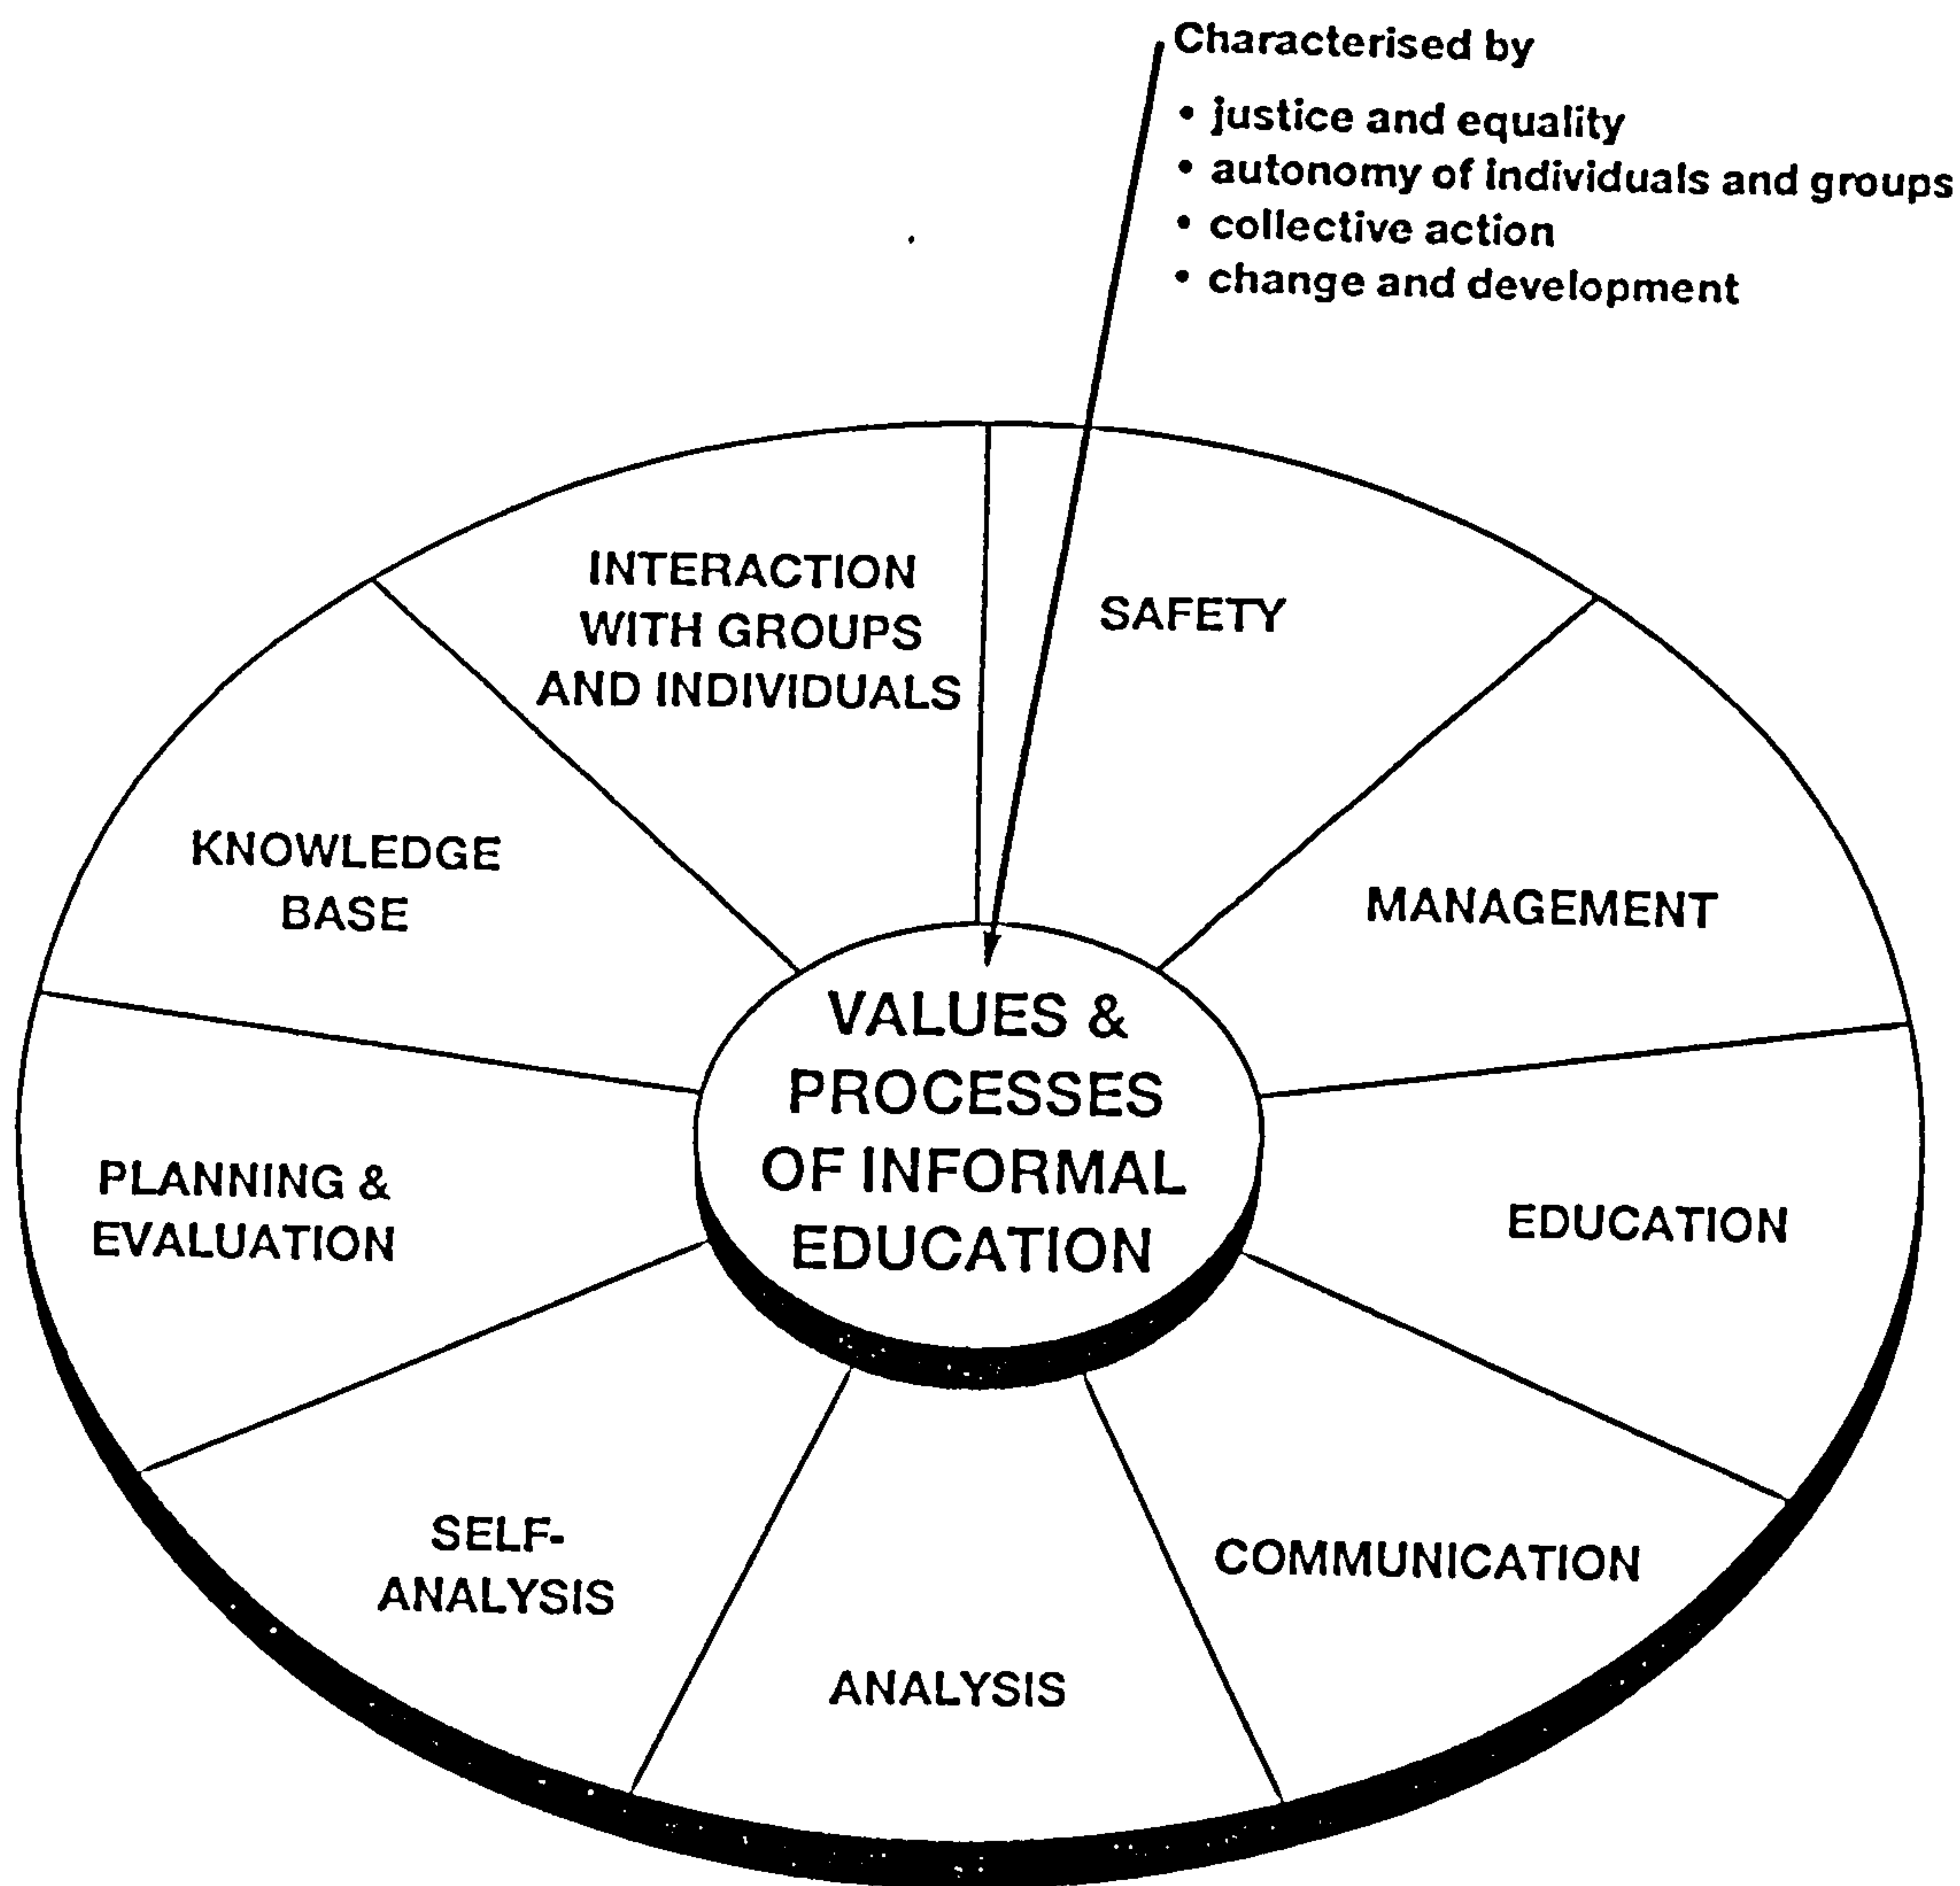 Characterised by
• justice and equality
• autonomy of individuals and groups
• collective action
• change and development
INTERACTION
WITH GROUPS
AND INDIVIDUALS
SAFETY
MANAGEMENT
EDUCATION
COMMUNICATION
ANALYSIS
SELF-
ANALYSIS
PLANNING &
EVALUATION
KNOWLEDGE
BASE
VALUES &
PROCESSES
OF INFORMAL
EDUCATION